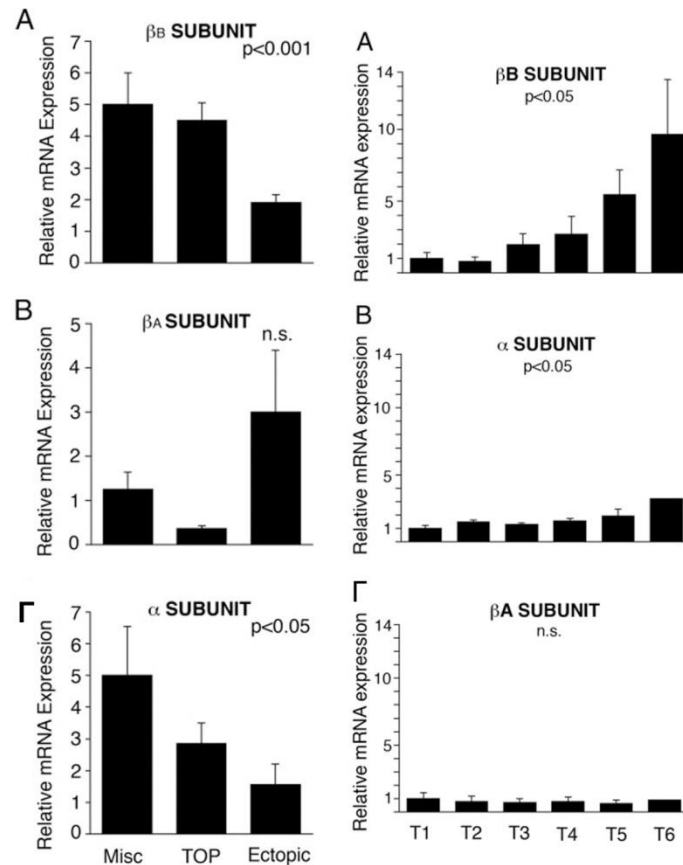 A
βB SUBUNIT
p<0.001
Relative mRNA Expression
7
6
5
4
3
2
1
0
B
βA SUBUNIT
n.s.
Relative mRNA Expression
5
4
3
2
1
0
Γ
α SUBUNIT
p<0.05
Relative mRNA Expression
7
6
5
4
3
2
1
0
Misc TOP Ectopic
A
βB SUBUNIT
p<0.05
Relative mRNA expression
14
10
5
1
B
α SUBUNIT
p<0.05
Relative mRNA expression
14
10
5
1
Γ
βA SUBUNIT
n.s.
Relative mRNA expression
14
10
5
1
T1 T2 T3 T4 T5 T6